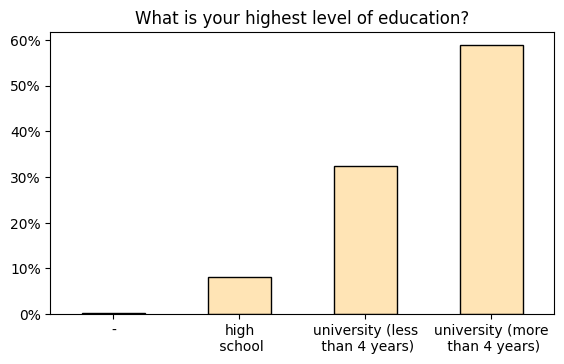 What is your highest level of education?
60%
50%
40%
30%
20%
10%
0%
-
high
school
university (less
than 4 years)
university (more
than 4 years)